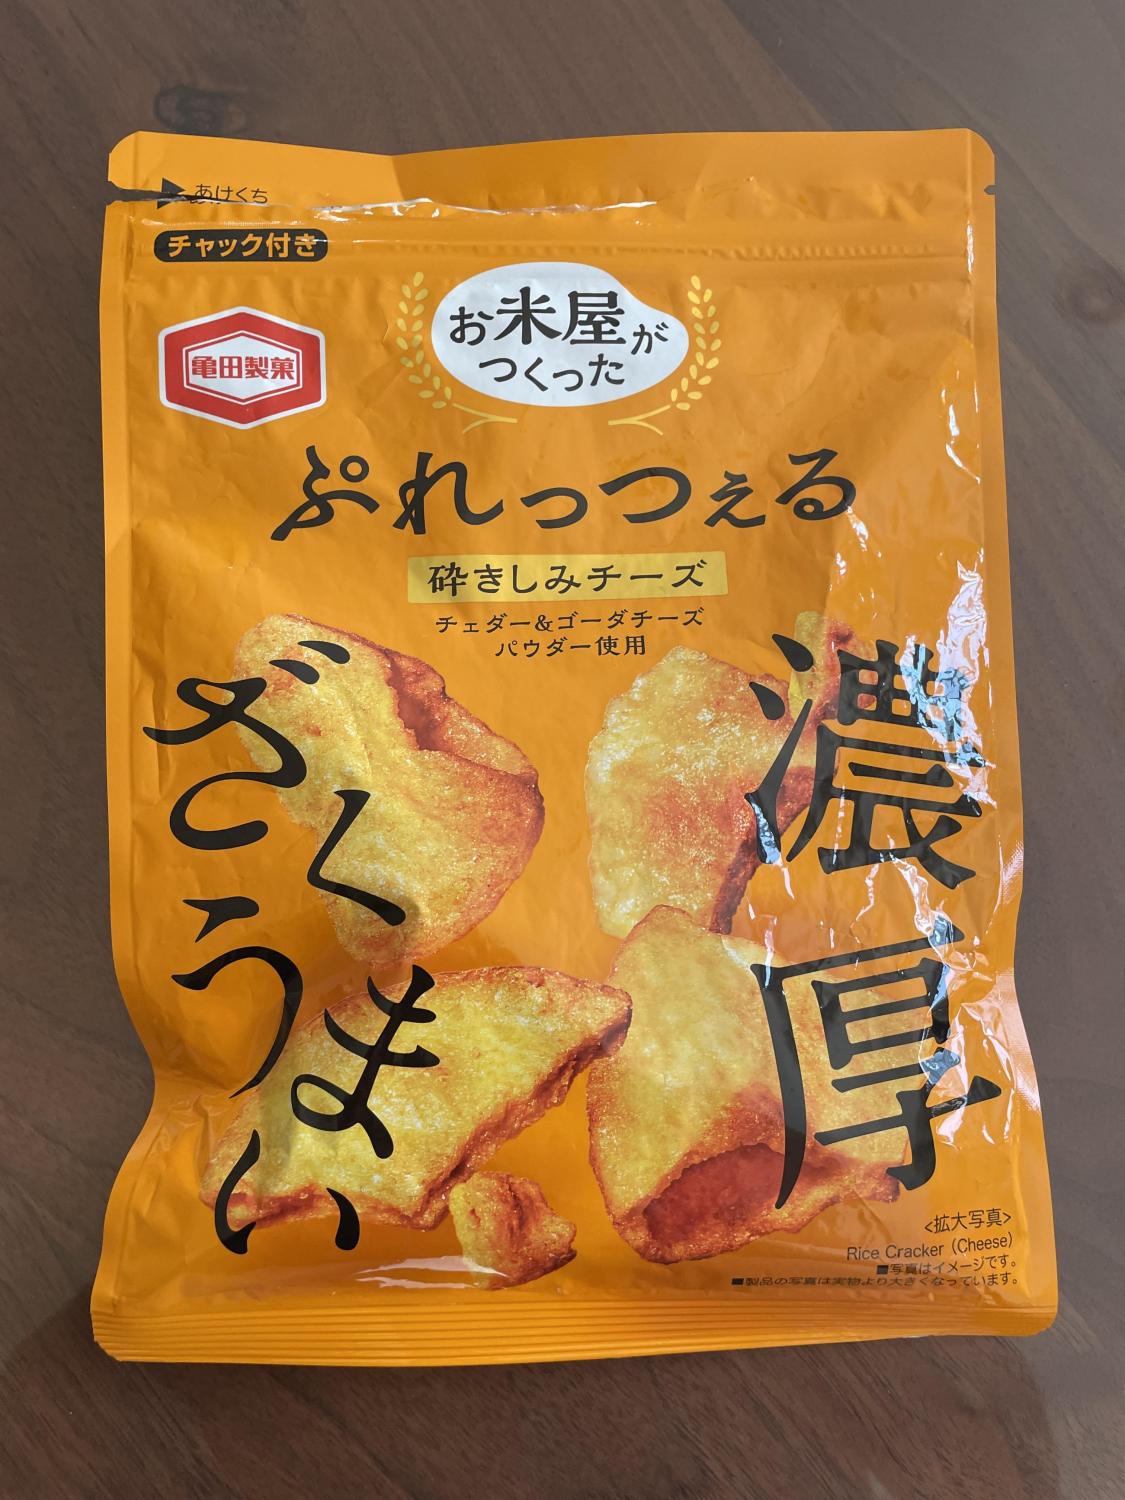 あけくち
チャック付き
亀田製菓
お米屋が
つくった
ぷれっつぇる
砕きしみチーズ
チェダー&ゴーダチーズ
パウダー使用
濃厚
ざくうまい
<拡大写真>
Rice Cracker (Cheese)
■写真はイメージです。
■製品の写真は実物より大きくなっています。